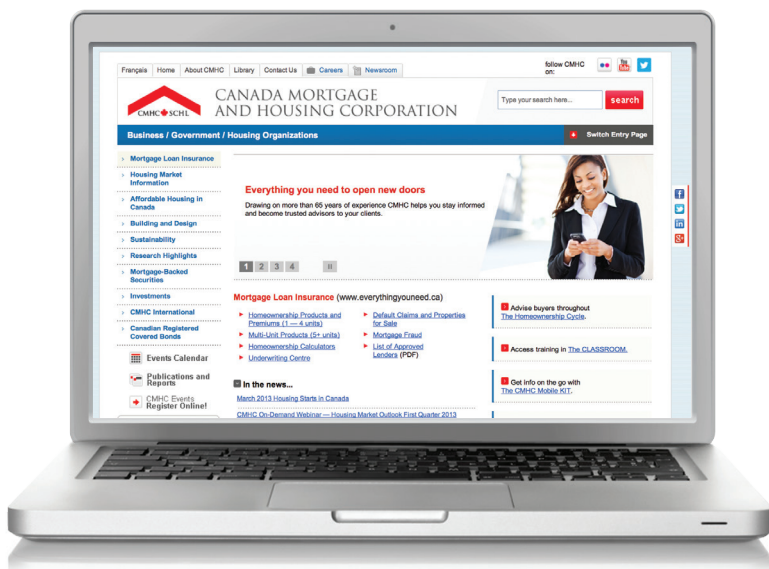 Français Home About CMHC Library Contact Us Careers Newsroom
follow CMHC
on:
You
Tube
CMHC SCHL
CANADA MORTGAGE
AND HOUSING CORPORATION
Type your search here...
search
Business / Government / Housing Organizations
Switch Entry Page
Mortgage Loan Insurance
Housing Market
Information
Affordable Housing in
Canada
Building and Design
Sustainability
Research Highlights
Mortgage-Backed
Securities
Investments
CMHC International
Canadian Registered
Covered Bonds
Events Calendar
Publications and
Reports
CMHC Events
Register Online!
Everything you need to open new doors
Drawing on more than 65 years of experience CMHC helps you stay informed
and become trusted advisors to your clients.
1 2 3 4
Mortgage Loan Insurance (www.everythingyouneed.ca)
Homeownership Products and
Premiums (1 — 4 units)
Multi-Unit Products (5+ units)
Homeownership Calculators
Underwriting Centre
Default Claims and Properties
for Sale
Mortgage Fraud
List of Approved
Lenders (PDF)
In the news...
March 2013 Housing Starts in Canada
CMHC On-Demand Webinar — Housing Market Outlook First Quarter 2013
Advise buyers throughout
The Homeownership Cycle.
Access training in The CLASSROOM.
Get info on the go with
The CMHC Mobile KIT.
f
in
g+